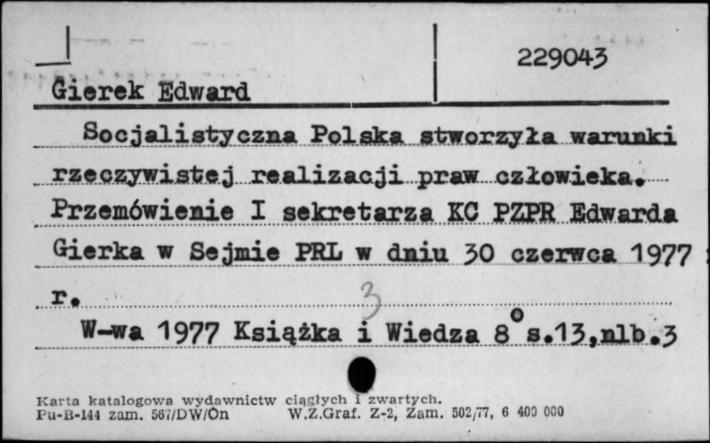 229043
Gierek Edward
Socjalistyczna Polska stworzyła warunki
rzeczywistej realizacji praw człowieka.
Przemówienie I sekretarza KC PZPR Edwarda
Gierka w Sejmie PRL w dniu 30 czerwca 1977
r.
3
W-wa 1977 Książka i Wiedza 8° s.13,nlb.3
Karta katalogowa wydawnictw ciągłych i zwartych.
Pu-B-144 zam. 567/DW/Ón W.Z.Graf. Z-2, Zam. 502/77, 6 400 000